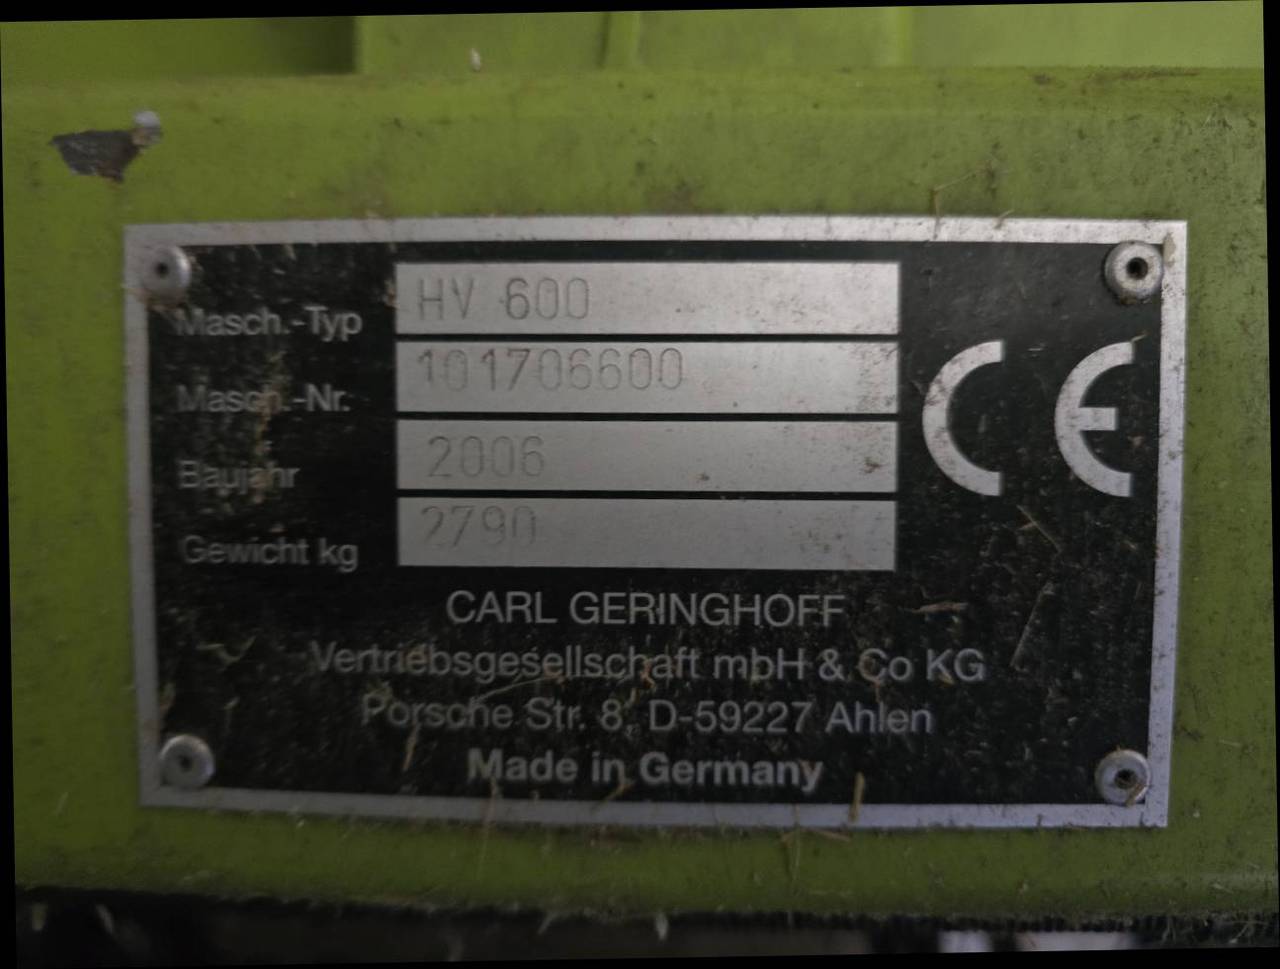 Masch.-Typ HV 600
Masch.-Nr. 101706600
Baujahr 2006
Gewicht kg 2790
CE
CARL GERINGHOFF
Vertriebsgesellschaft mbH & Co KG
Porsche Str. 8, D-59227 Ahlen
Made in Germany